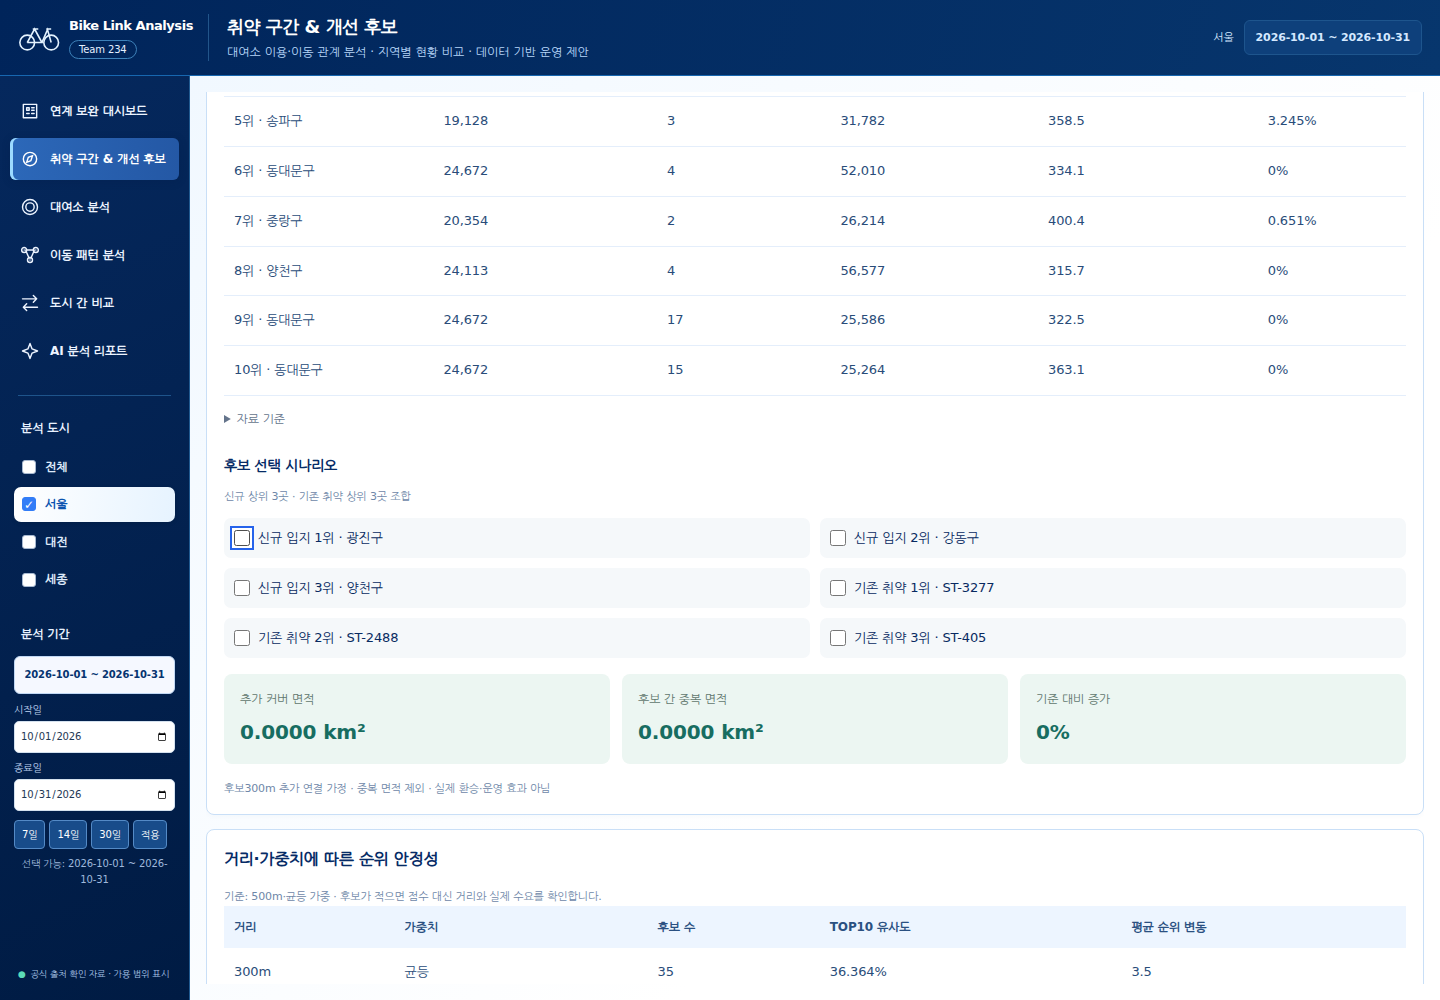 Bike Link Analysis
Team 234
취약 구간 & 개선 후보
대여소 이용·이동 관계 분석 · 지역별 현황 비교 · 데이터 기반 운영 제안
서울
2026-10-01 ~ 2026-10-31
연계 보완 대시보드
취약 구간 & 개선 후보
대여소 분석
이동 패턴 분석
도시 간 비교
AI 분석 리포트
분석 도시
전체
서울
대전
세종
분석 기간
2026-10-01 ~ 2026-10-31
시작일
10/01/2026
종료일
10/31/2026
7일 14일 30일 적용
선택 가능: 2026-10-01 ~ 2026-
10-31
공식 출처 확인 자료 · 가용 범위 표시
5위 · 송파구 19,128 3 31,782 358.5 3.245%
6위 · 동대문구 24,672 4 52,010 334.1 0%
7위 · 중랑구 20,354 2 26,214 400.4 0.651%
8위 · 양천구 24,113 4 56,577 315.7 0%
9위 · 동대문구 24,672 17 25,586 322.5 0%
10위 · 동대문구 24,672 15 25,264 363.1 0%
자료 기준
후보 선택 시나리오
신규 상위 3곳 · 기존 취약 상위 3곳 조합
신규 입지 1위 · 광진구
신규 입지 2위 · 강동구
신규 입지 3위 · 양천구
기존 취약 1위 · ST-3277
기존 취약 2위 · ST-2488
기존 취약 3위 · ST-405
추가 커버 면적
0.0000 km²
후보 간 중복 면적
0.0000 km²
기준 대비 증가
0%
후보300m 추가 연결 가정 · 중복 면적 제외 · 실제 환승·운영 효과 아님
거리·가중치에 따른 순위 안정성
기준: 500m·균등 가중 · 후보가 적으면 점수 대신 거리와 실제 수요를 확인합니다.
거리 가중치 후보 수 TOP10 유사도 평균 순위 변동
300m 균등 35 36.364% 3.5